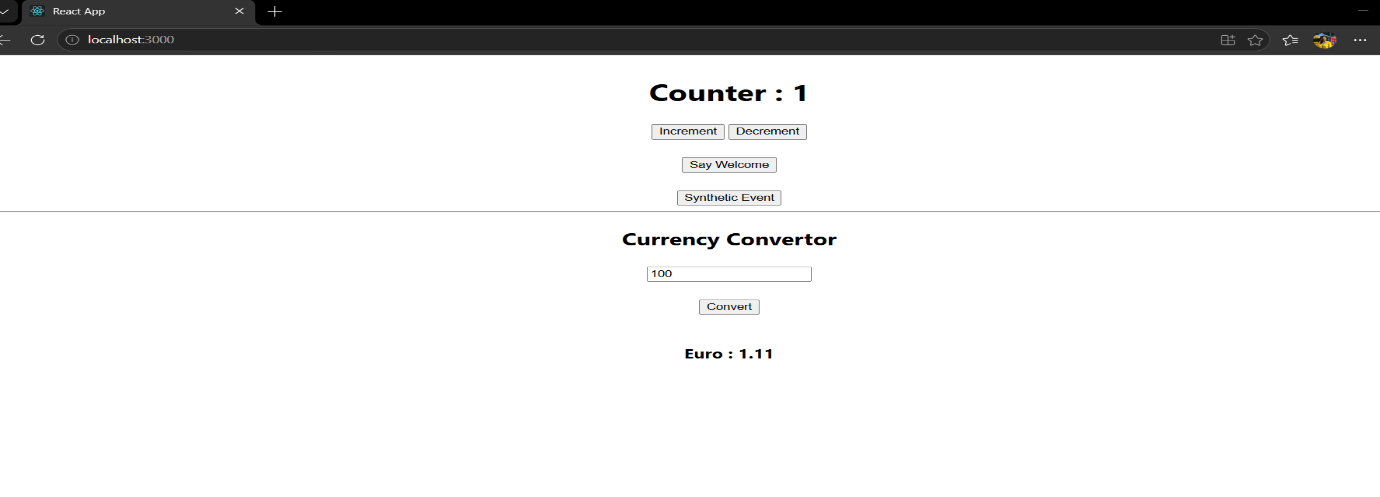 React App
localhost:3000
Counter : 1
Increment Decrement
Say Welcome
Synthetic Event
Currency Convertor
100
Convert
Euro : 1.11